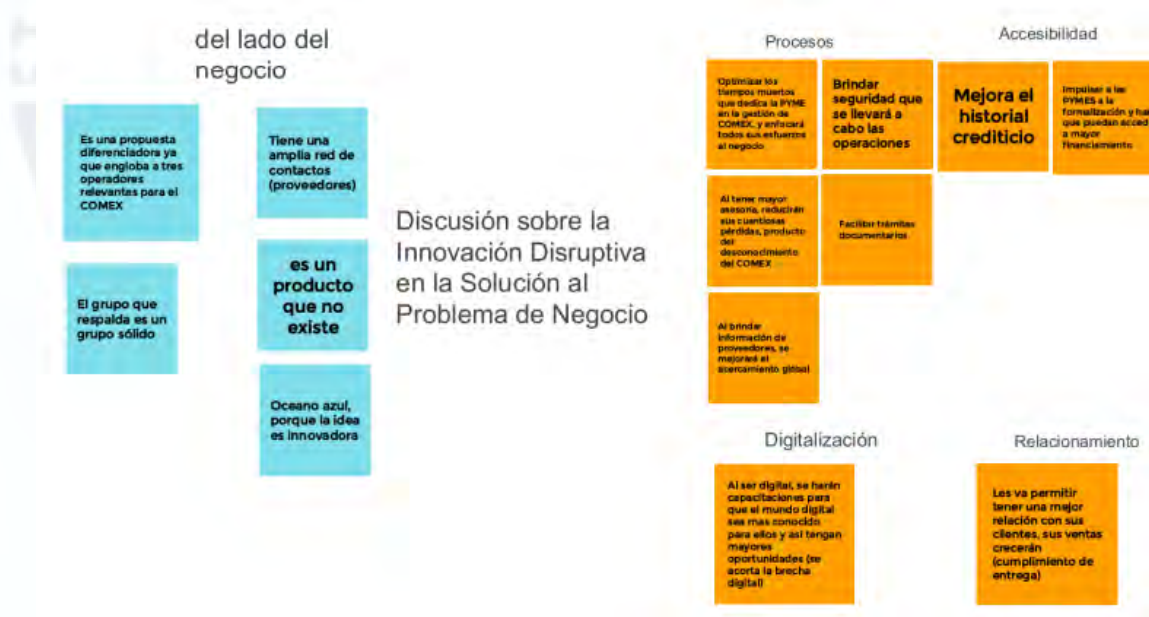 del lado del
negocio
Es una propuesta
diferenciadora ya
que engloba a tres
operadores
relevantes para el
COMEX
Tiene una
amplia red de
contactos
(proveedores)
El grupo que
respalda es un
grupo sólido
es un
producto
que no
existe
Oceano azul,
porque la idea
es innovadora
Discusión sobre la
Innovación Disruptiva
en la Solución al
Problema de Negocio
Procesos
Optimizar los
tiempos muertos
que dedica la PYME
en la gestión de
COMEX, y enfocará
todos sus esfuerzos
al negocio
Brindar
seguridad que
se llevará a
cabo las
operaciones
Al tener mayor
asesoría, reducirán
sus cuantiosas
pérdidas, producto
del
desconocimiento
del COMEX
Facilitar trámites
documentarios
Al brindar
información de
proveedores, se
mejorará el
acercamiento global
Accesibilidad
Mejora el
historial
crediticio
Impulsar a las
PYMES a la
formalización y
que puedan
a mayor
financiamiento
Digitalización
Al ser digital, se harán
capacitaciones para
que el mundo digital
sea mas conocido
para ellos y así tengan
mayores
oportunidades (se
acorta la brecha
digital)
Relacionamiento
Les va permitir
tener una mejor
relación con sus
clientes, sus ventas
crecerán
(cumplimiento de
entrega)